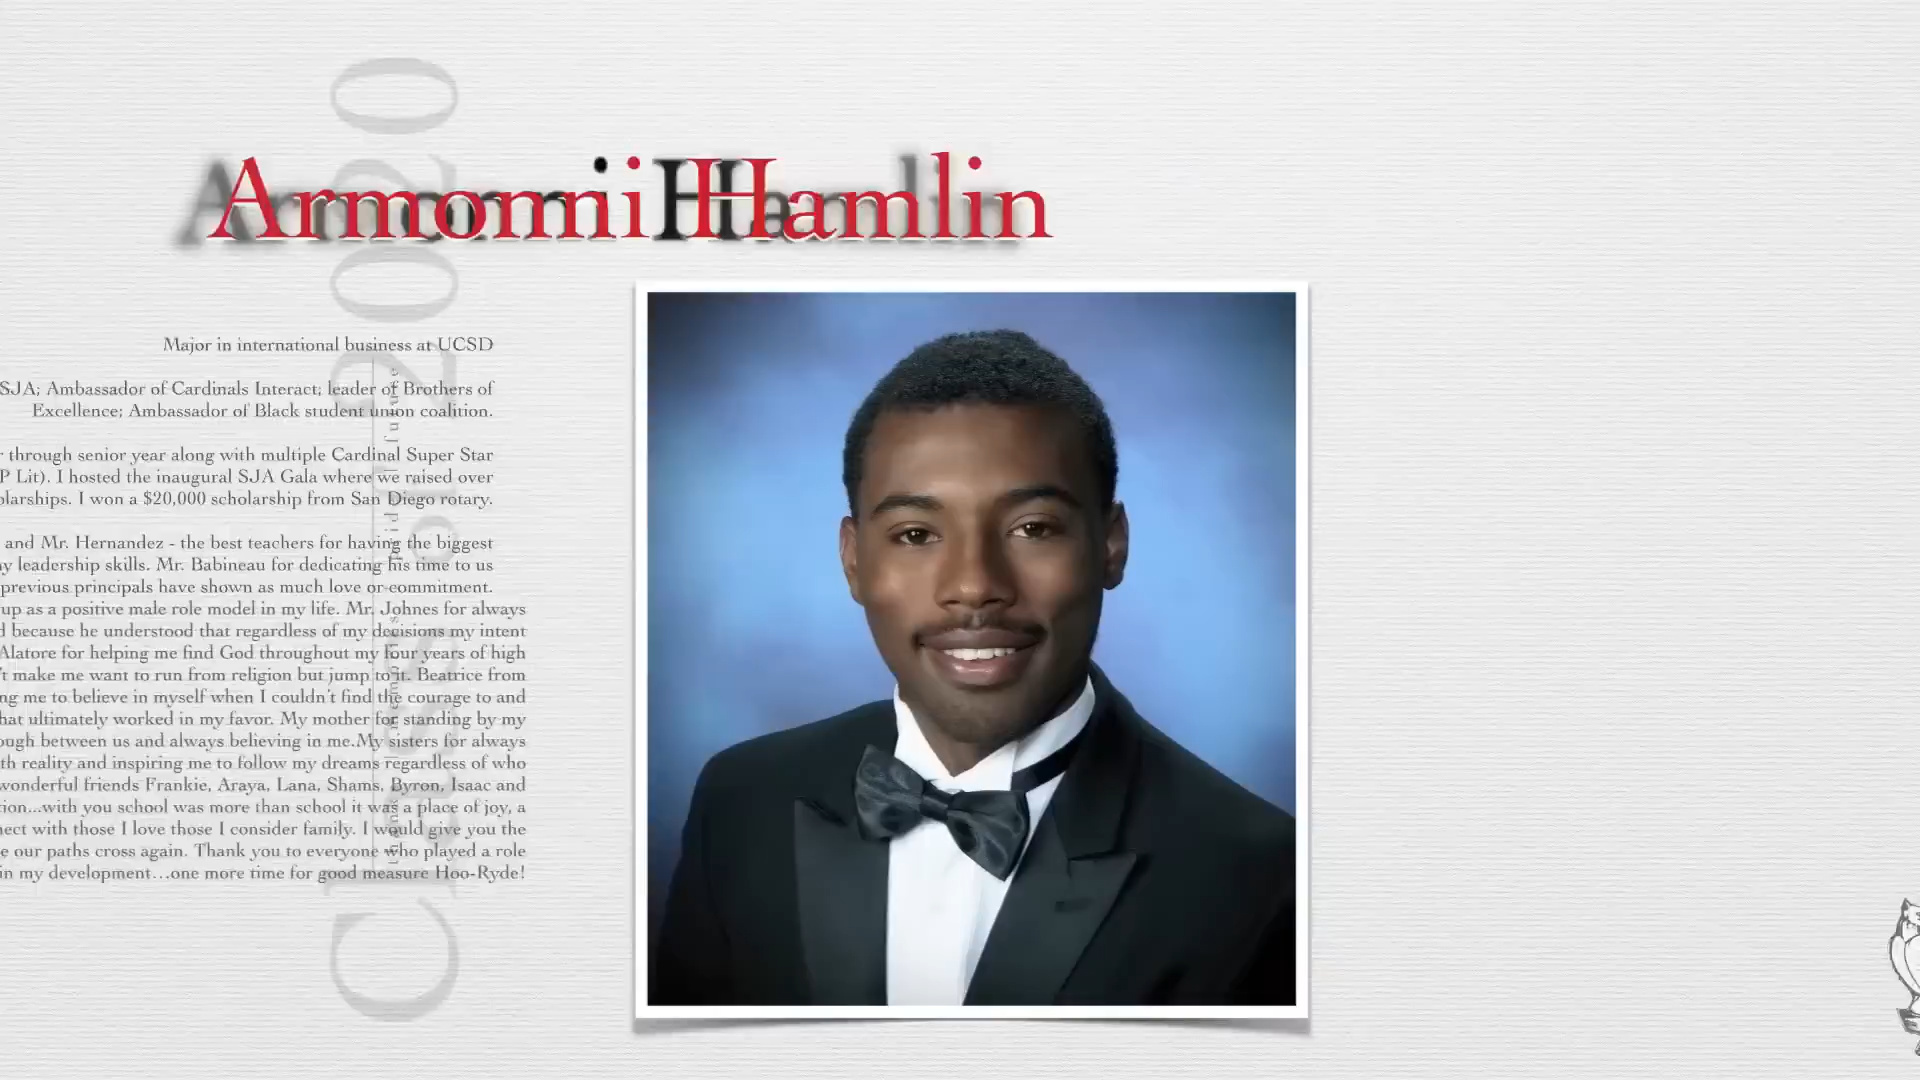 Armonni Hamlin
Class of 2020
Major in international business at UCSD
SJA; Ambassador of Cardinals Interact; leader of Brothers of
Excellence; Ambassador of Black student union coalition.
through senior year along with multiple Cardinal Super Star
P Lit). I hosted the inaugural SJA Gala where we raised over
olarships. I won a $20,000 scholarship from San Diego rotary.
and Mr. Hernandez - the best teachers for having the biggest
y leadership skills. Mr. Babineau for dedicating his time to us
previous principals have shown as much love or commitment.
up as a positive male role model in my life. Mr. Johnes for always
d because he understood that regardless of my decisions my intent
Alatore for helping me find God throughout my four years of high
't make me want to run from religion but jump to it. Beatrice from
ng me to believe in myself when I couldn't find the courage to and
hat ultimately worked in my favor. My mother for standing by my
ough between us and always believing in me.My sisters for always
th reality and inspiring me to follow my dreams regardless of who
wonderful friends Frankie, Araya, Lana, Shams, Byron, Isaac and
tion...with you school was more than school it was a place of joy, a
nect with those I love those I consider family. I would give you the
e our paths cross again. Thank you to everyone who played a role
in my development...one more time for good measure Hoo-Ryde!